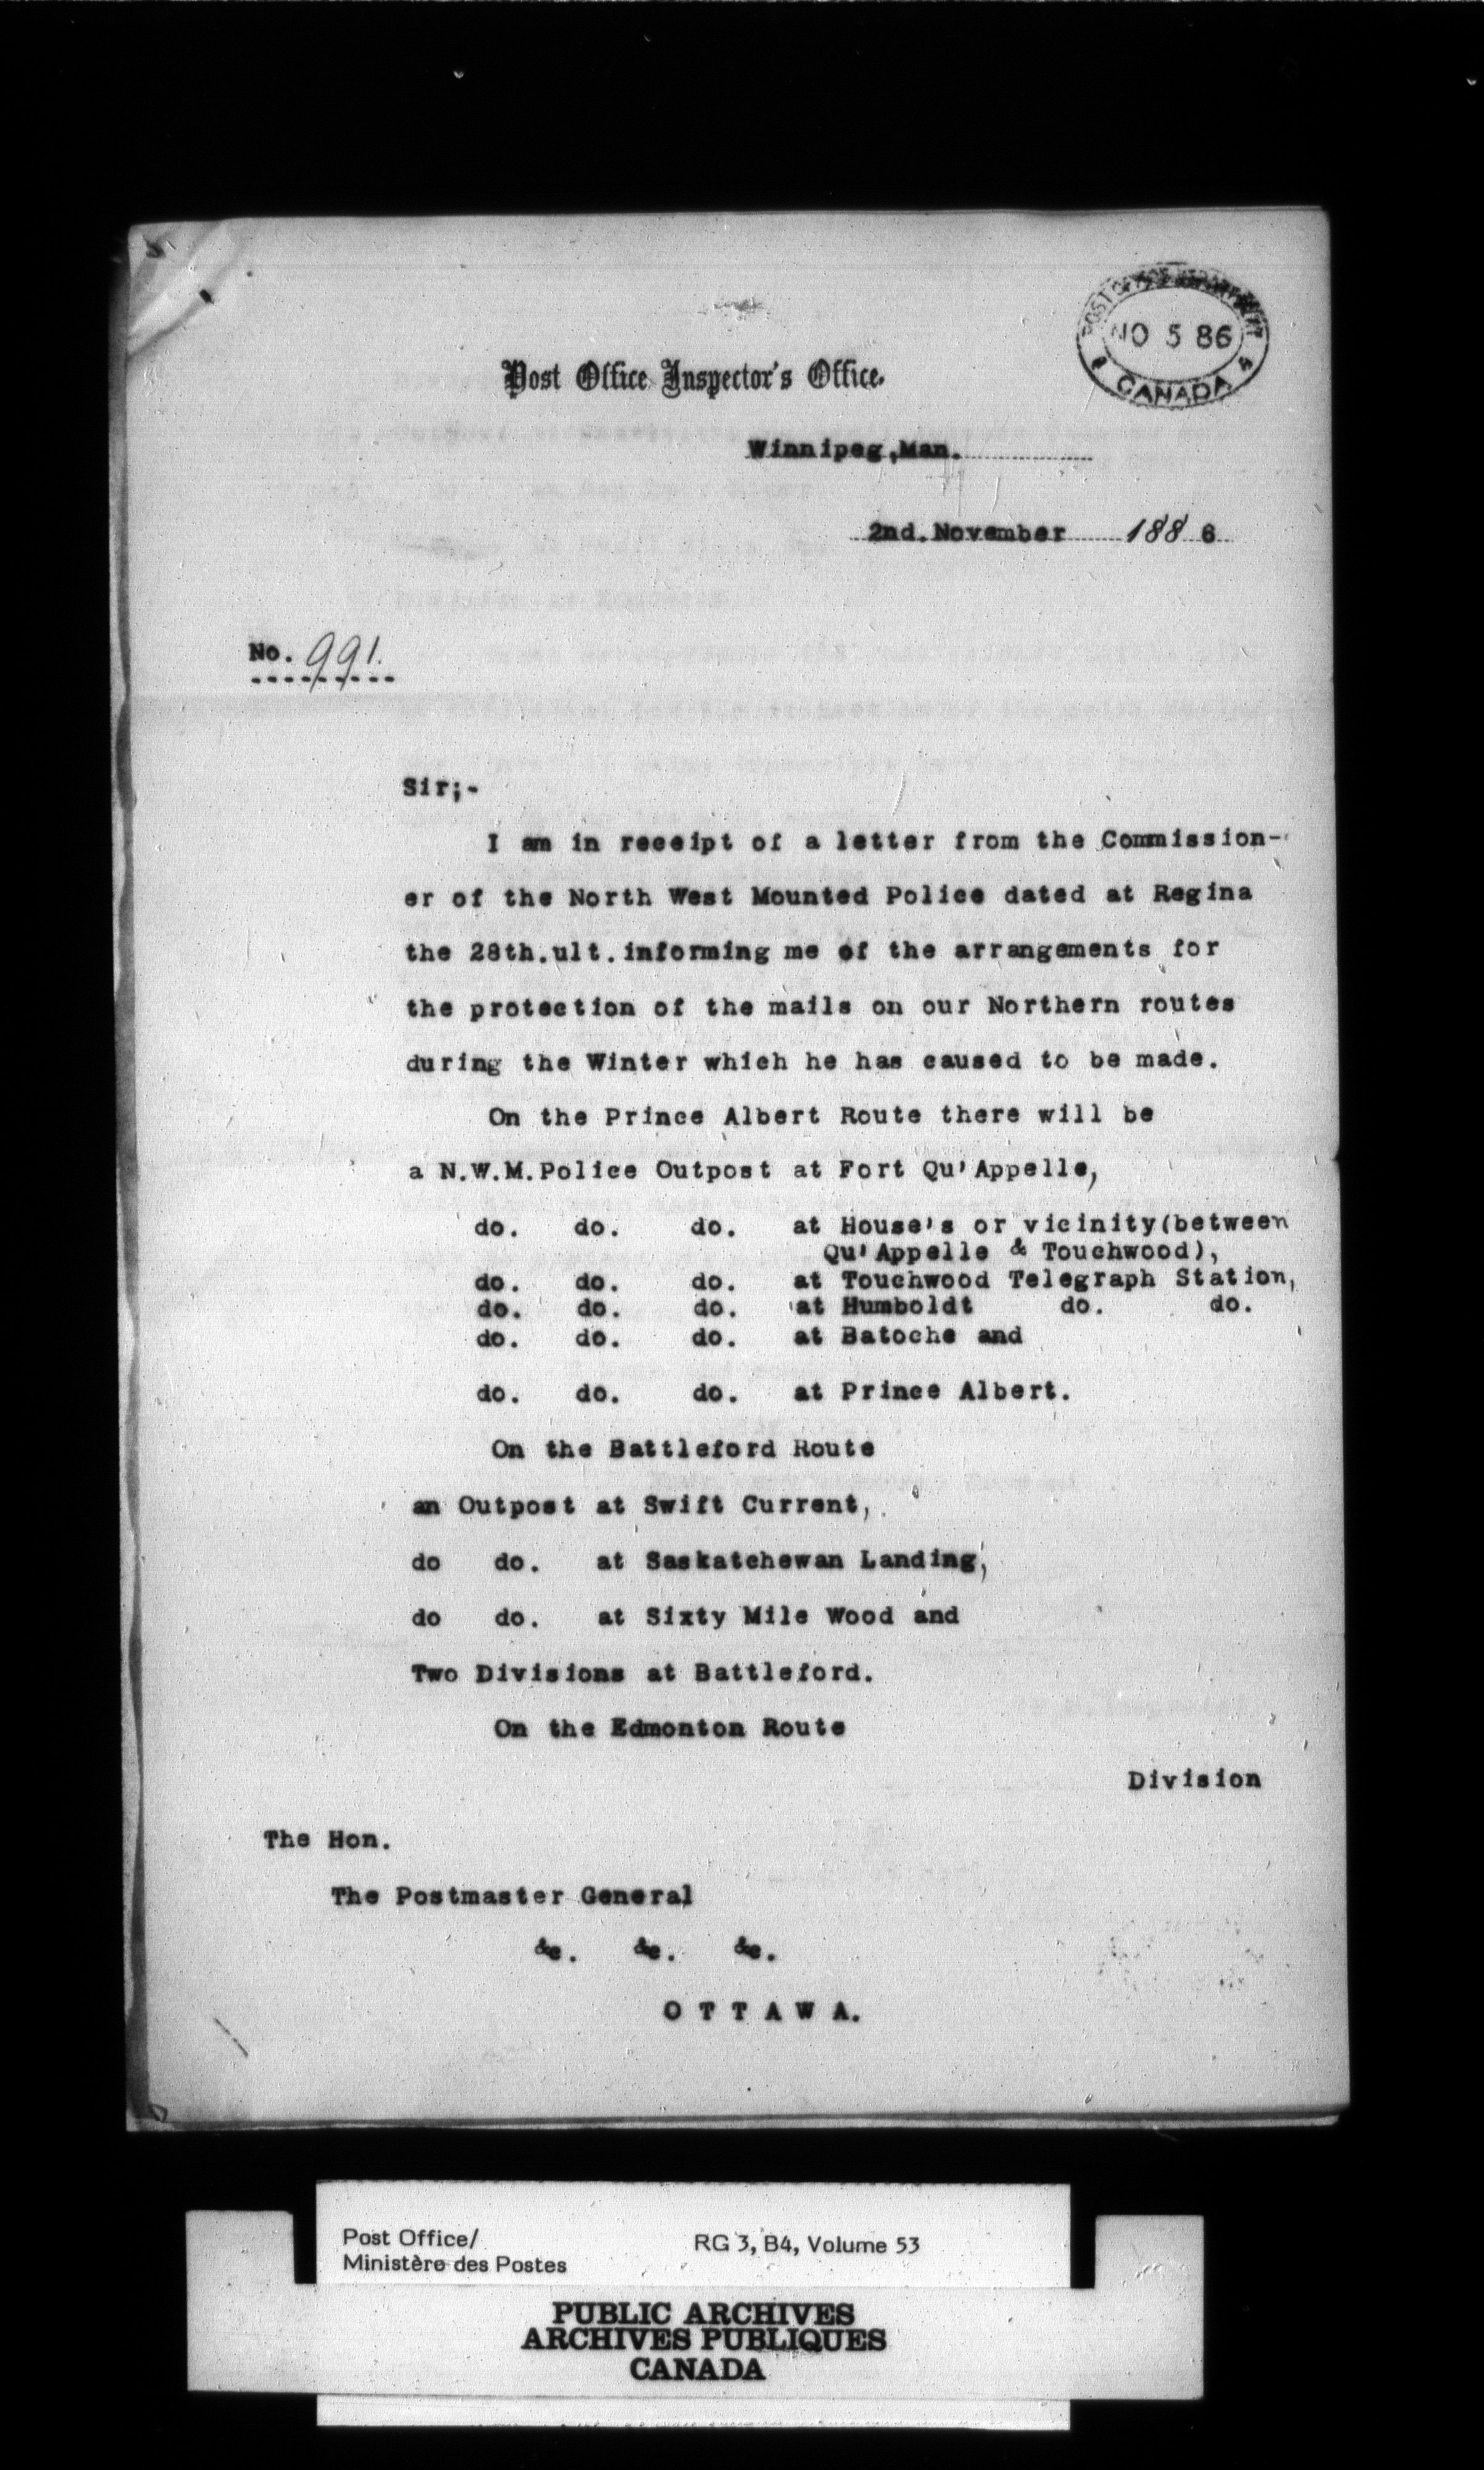 POST OFFICE DEPARTMENT
NO 5 86
CANADA
Post Office Inspector's Office.
Winnipeg, Man.
2nd. November 1886
No. 991.
Sir;-
I am in receipt of a letter from the Commission-
er of the North West Mounted Police dated at Regina
the 28th. ult. informing me of the arrangements for
the protection of the mails on our Northern routes
during the Winter which he has caused to be made.
On the Prince Albert Route there will be
a N.W.M. Police Outpost at Fort Qu'Appelle,
do. do. do. at House's or vicinity (between
Qu'Appelle & Touchwood),
do. do. do. at Touchwood Telegraph Station,
do. do. do. at Humboldt do. do.
do. do. do. at Batoche and
do. do. do. at Prince Albert.
On the Battleford Route
an Outpost at Swift Current,
do do. at Saskatchewan Landing,
do do. at Sixty Mile Wood and
Two Divisions at Battleford.
On the Edmonton Route
Division
The Hon.
The Postmaster General
&c. &c. &c.
O T T A W A.
Post Office/
Ministère des Postes
RG 3, B4, Volume 53
PUBLIC ARCHIVES
ARCHIVES PUBLIQUES
CANADA